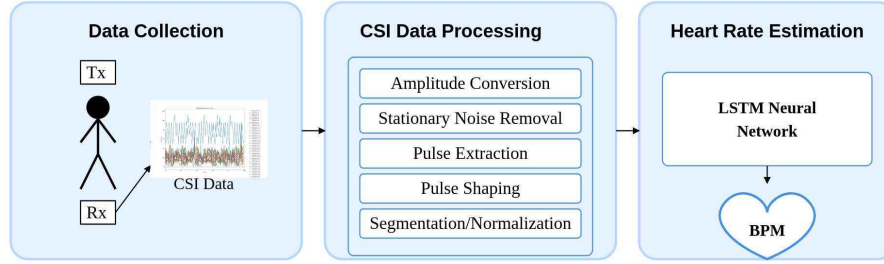 Data Collection
Tx
CSI Data
Rx
CSI Data Processing
Amplitude Conversion
Stationary Noise Removal
Pulse Extraction
Pulse Shaping
Segmentation/Normalization
Heart Rate Estimation
LSTM Neural
Network
BPM